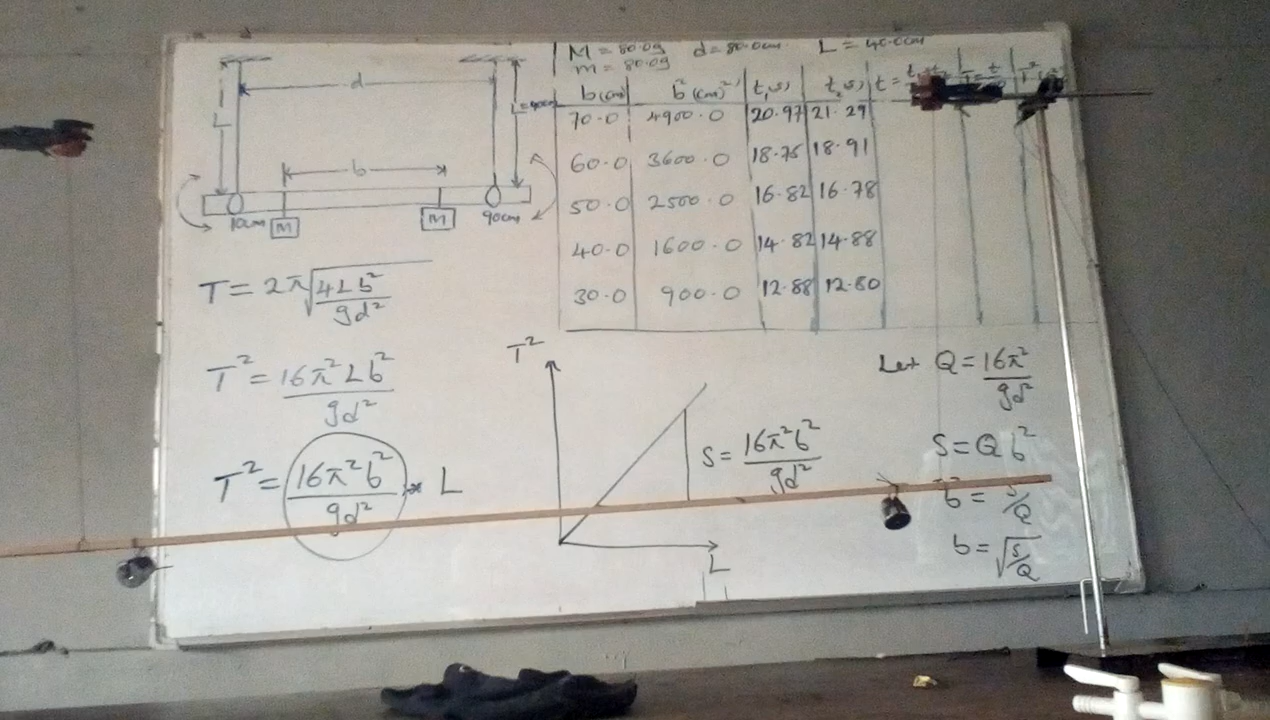 M = 80.0g d = 80.0cm L = 40.0cm
m = 80.0g
d
L
L=40cm
b
10cm
M
M
90cm
b(cm) b²(cm)² t₁(s) t₂(s) t =
70.0 4900.0 20.97 21.29
60.0 3600.0 18.75 18.91
50.0 2500.0 16.82 16.78
40.0 1600.0 14.82 14.88
30.0 900.0 12.88 12.80
T = 2π√(4Lb²/gd²)
T² = 16π²Lb²/gd²
T² = 16π²b²/gd² * L
T²
S = 16π²b²/gd²
L
Let Q = 16π²/gd²
S = Qb²
b² = S/Q
b = √(S/Q)